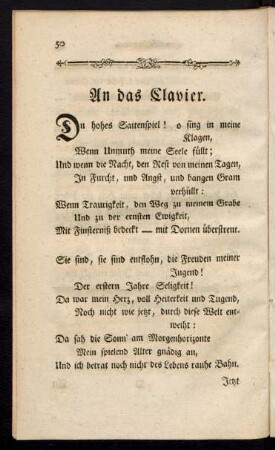 50
An das Clavier.
Du hohes Saitenspiel! o sing in meine
Klagen,
Wenn Unmuth meine Seele füllt;
Und wenn die Nacht, den Rest von meinen Tagen,
In Furcht, und Angst, und bangen Gram
verhüllt:
Wenn Traurigkeit, den Weg zu meinem Grabe
Und zu der ernsten Ewigkeit,
Mit Finsterniß bedeckt — mit Dornen überstreut.
Sie sind, sie sind entflohn, die Freuden meiner
Jugend!
Der erstern Jahre Seligkeit!
Da war mein Herz, voll Heiterkeit und Tugend,
Noch nicht wie jetzt, durch diese Welt ent-
weiht:
Da sah die Sonn' am Morgenhorizonte
Mein spielend Alter gnädig an,
Und ich betrat noch nicht des Lebens rauhe Bahn.
Jetzt